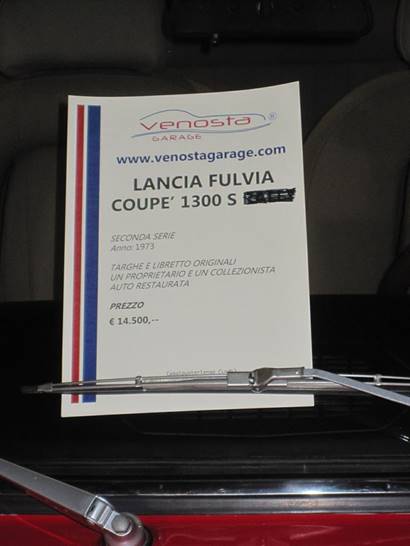 venosta ®
GARAGE
www.venostagarage.com
LANCIA FULVIA
COUPE' 1300 S
SECONDA SERIE
Anno: 1973
TARGHE E LIBRETTO ORIGINALI
UN PROPRIETARIO E UN COLLEZIONISTA
AUTO RESTAURATA
PREZZO
€ 14.500,--